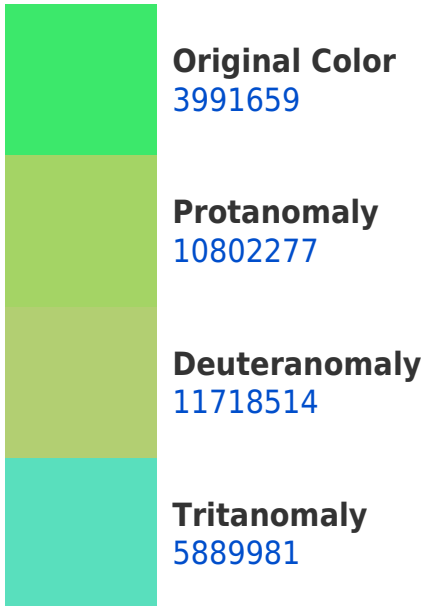 Original Color
3991659
Protanomaly
10802277
Deuteranomaly
11718514
Tritanomaly
5889981